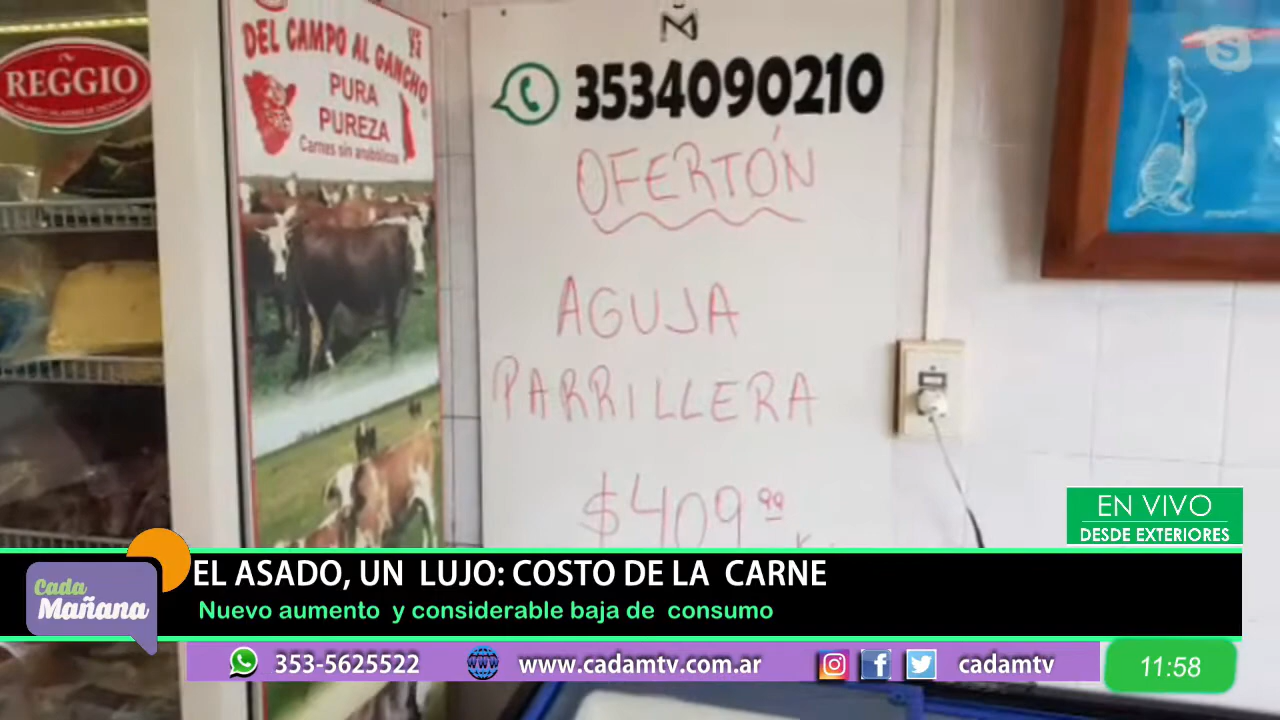 REGGIO
DEL CAMPO AL GANCHO
PURA
PUREZA
Carnes sin anabólicos
3534090210
OFERTÓN
AGUJA
PARRILLERA
$409.99
EN VIVO
DESDE EXTERIORES
Cada
Mañana
EL ASADO, UN LUJO: COSTO DE LA CARNE
Nuevo aumento y considerable baja de consumo
353-5625522
www.cadamtv.com.ar
cadamtv
11:58